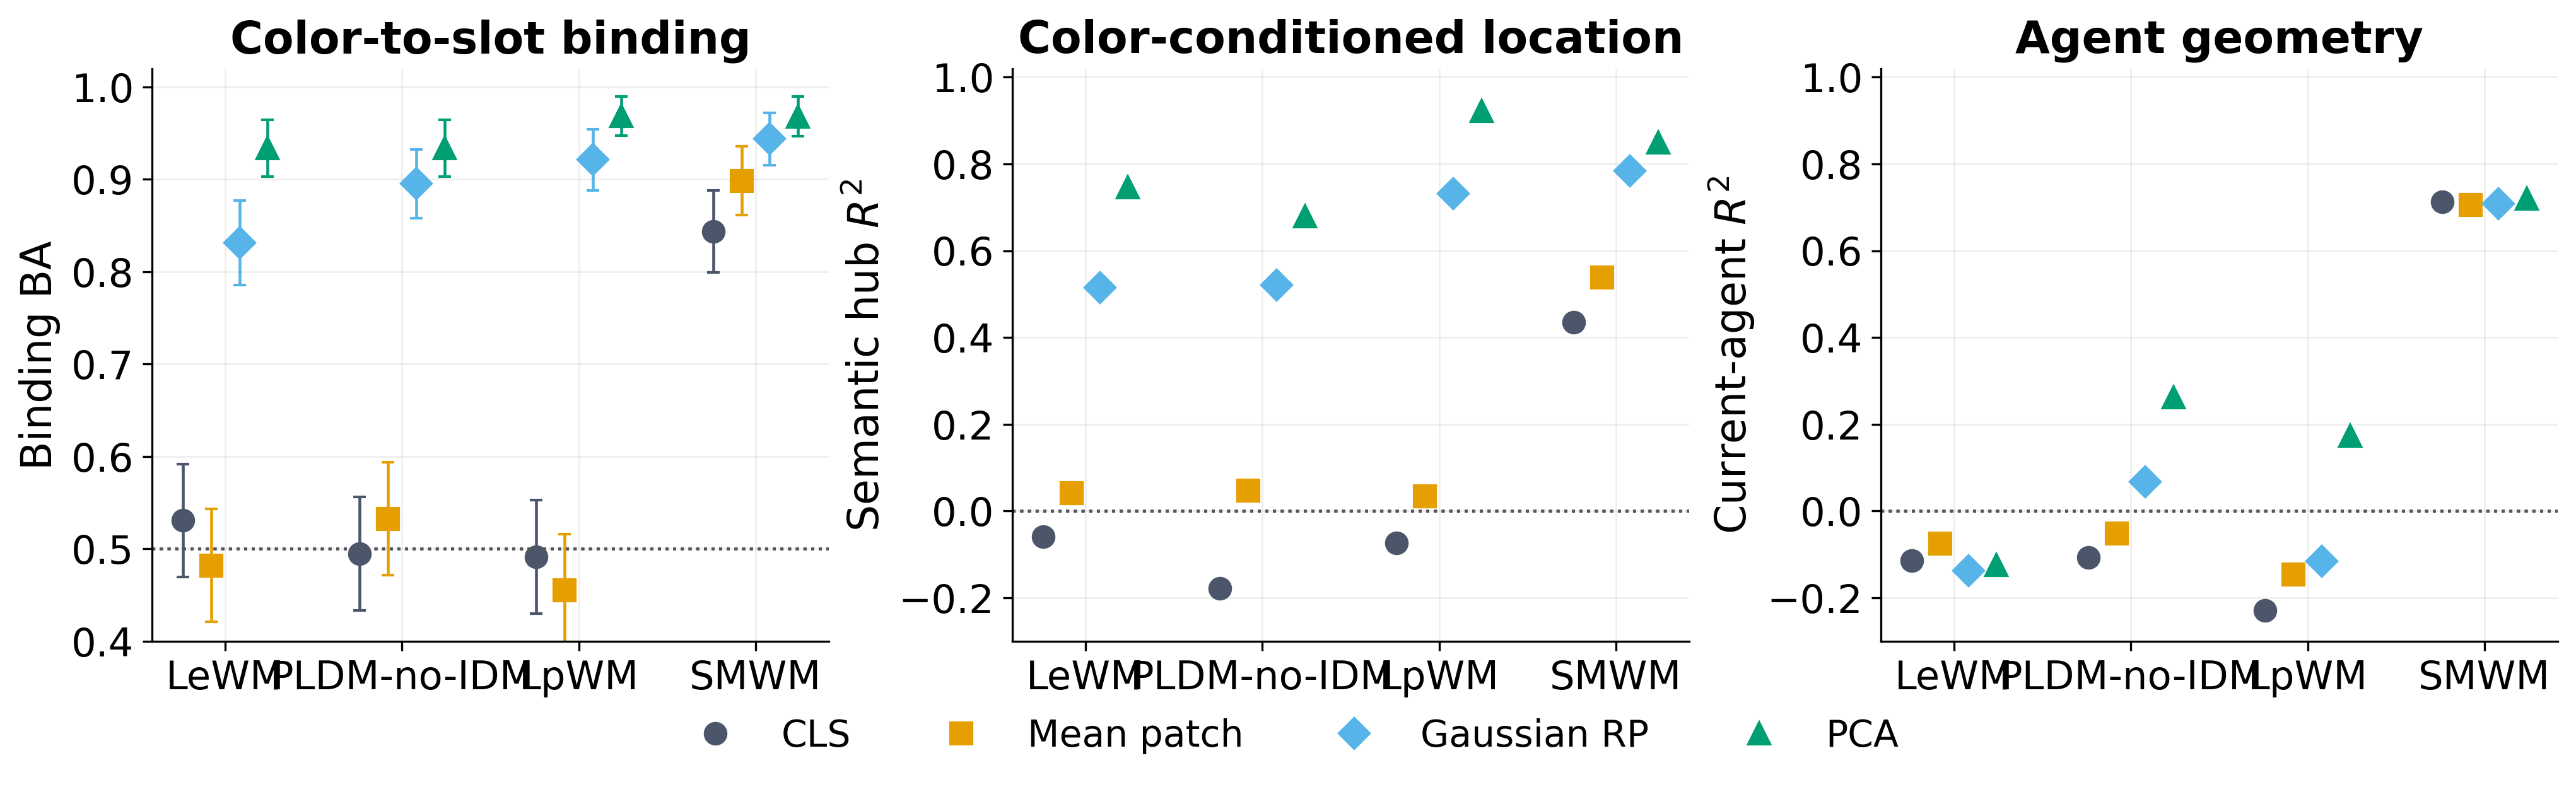 Color-to-slot binding
Binding BA
1.0
0.9
0.8
0.7
0.6
0.5
0.4
LeWM
PLDM-no-IDM
LpWM
SMWM
Color-conditioned location
Semantic hub R²
1.0
0.8
0.6
0.4
0.2
0.0
−0.2
LeWM
PLDM-no-IDM
LpWM
SMWM
Agent geometry
Current-agent R²
1.0
0.8
0.6
0.4
0.2
0.0
−0.2
LeWM
PLDM-no-IDM
LpWM
SMWM
CLS
Mean patch
Gaussian RP
PCA